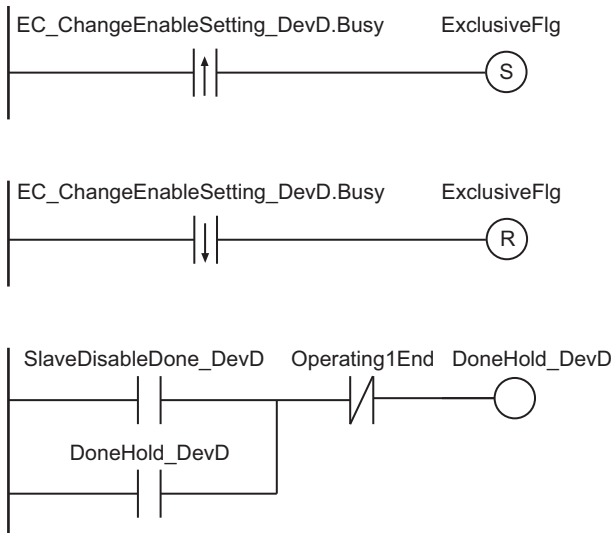 EC_ChangeEnableSetting_DevD.Busy ExclusiveFlg
S
EC_ChangeEnableSetting_DevD.Busy ExclusiveFlg
R
SlaveDisableDone_DevD Operating1End DoneHold_DevD
DoneHold_DevD